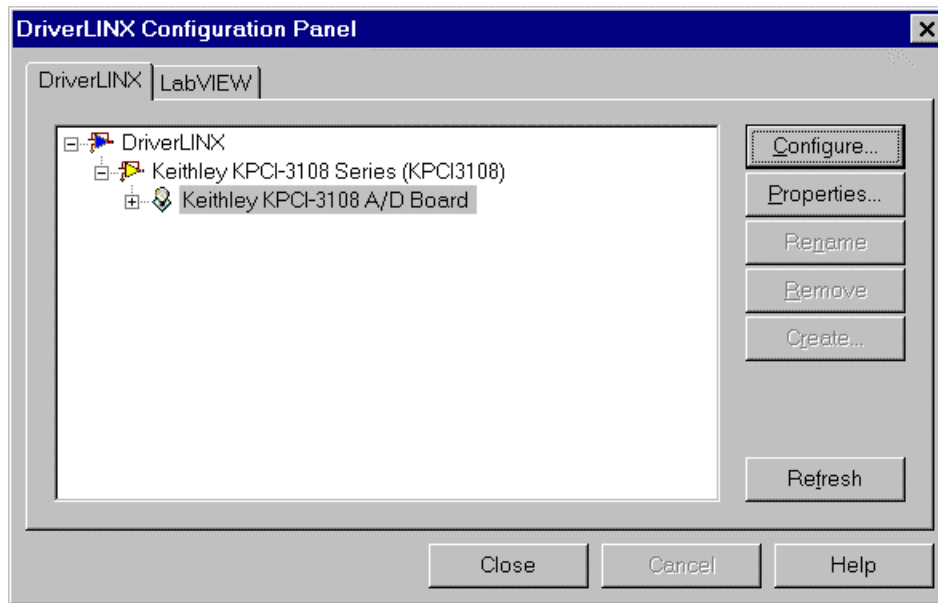 DriverLINX Configuration Panel
DriverLINX LabVIEW
DriverLINX
Keithley KPCI-3108 Series (KPCI3108)
Keithley KPCI-3108 A/D Board
Configure...
Properties...
Rename
Remove
Create...
Refresh
Close Cancel Help